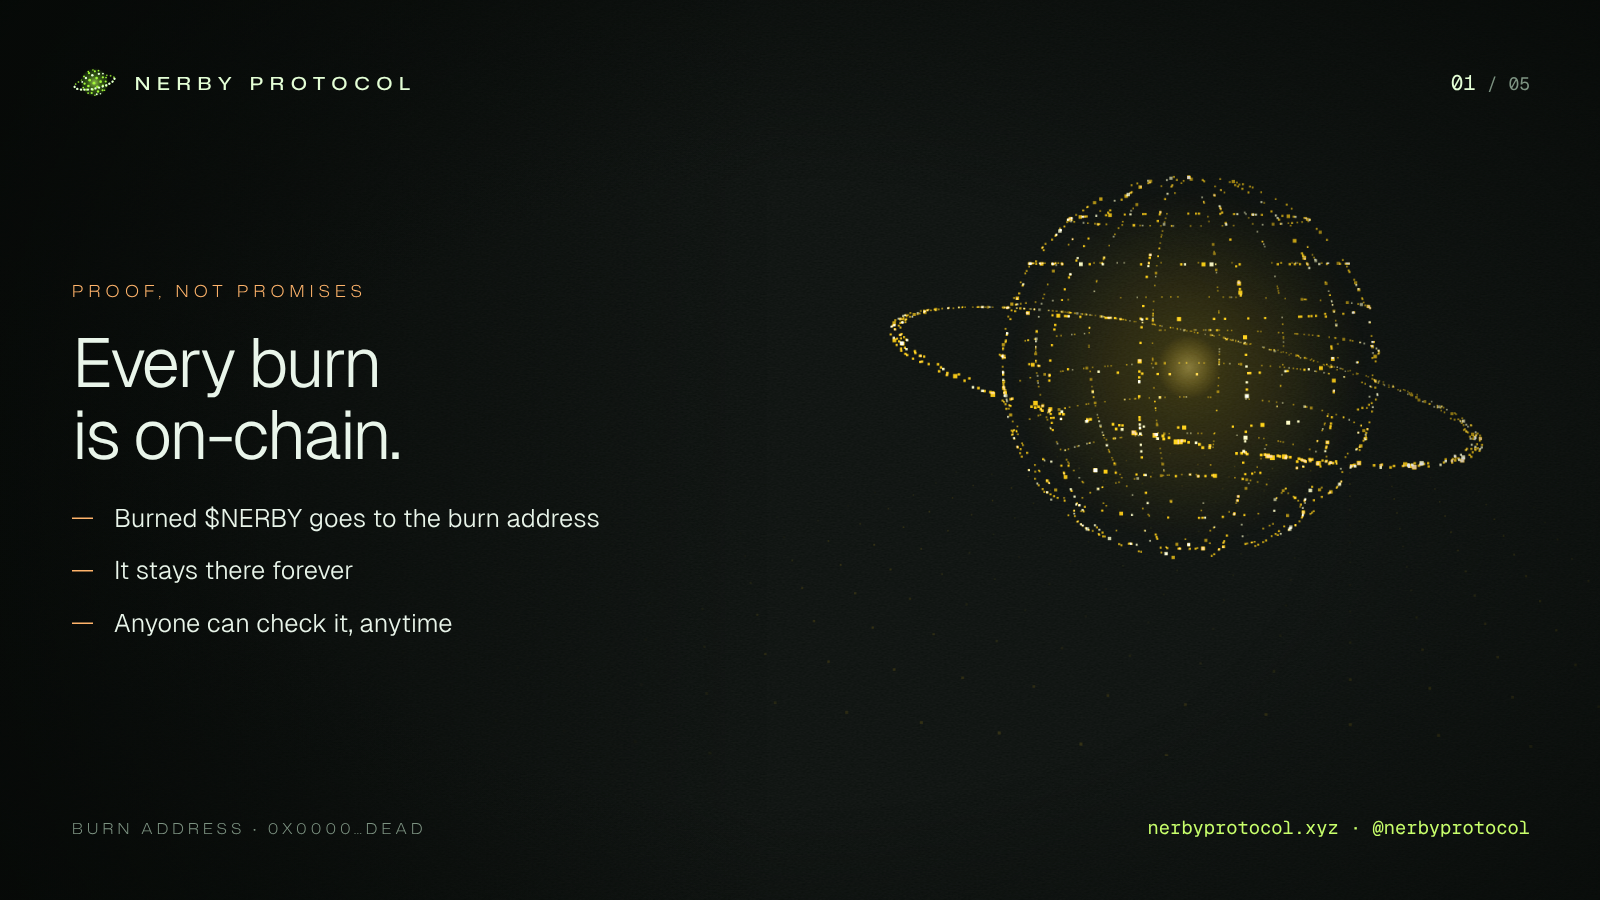 NERBY PROTOCOL
01 / 05
PROOF, NOT PROMISES
Every burn
is on-chain.
— Burned $NERBY goes to the burn address
— It stays there forever
— Anyone can check it, anytime
BURN ADDRESS · 0X0000…DEAD
nerbyprotocol.xyz · @nerbyprotocol